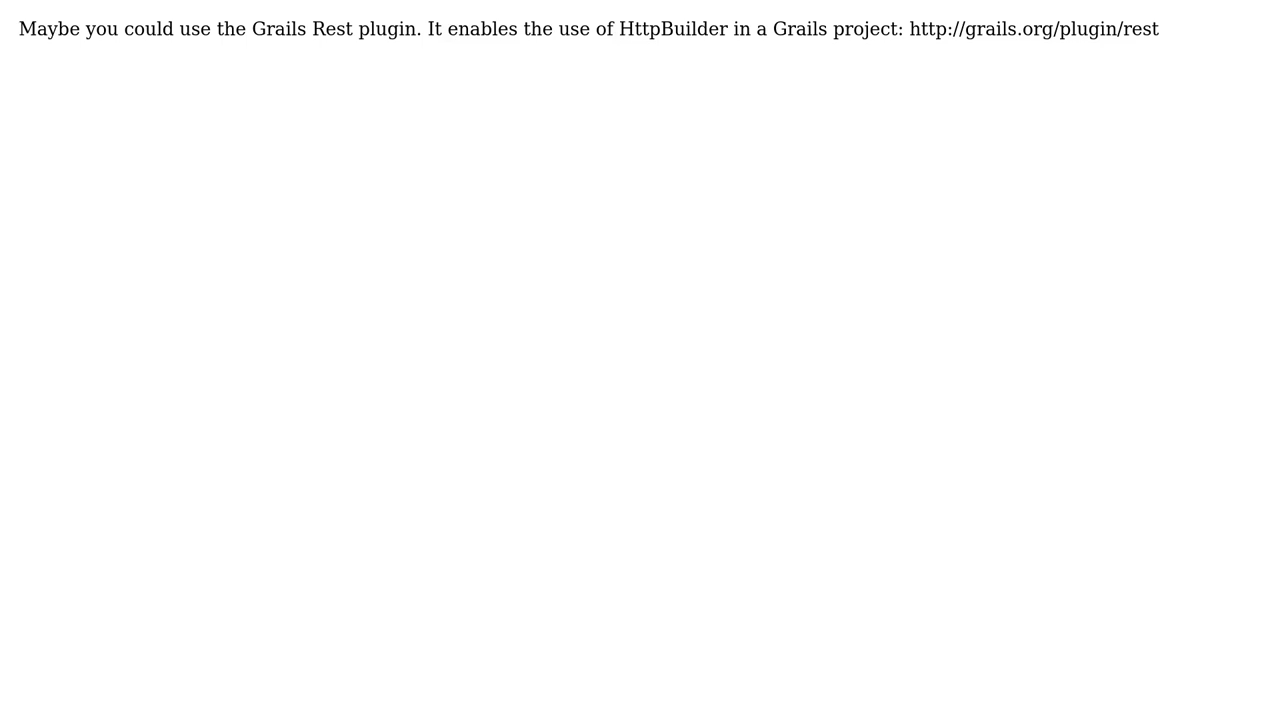 Maybe you could use the Grails Rest plugin. It enables the use of HttpBuilder in a Grails project: http://grails.org/plugin/rest